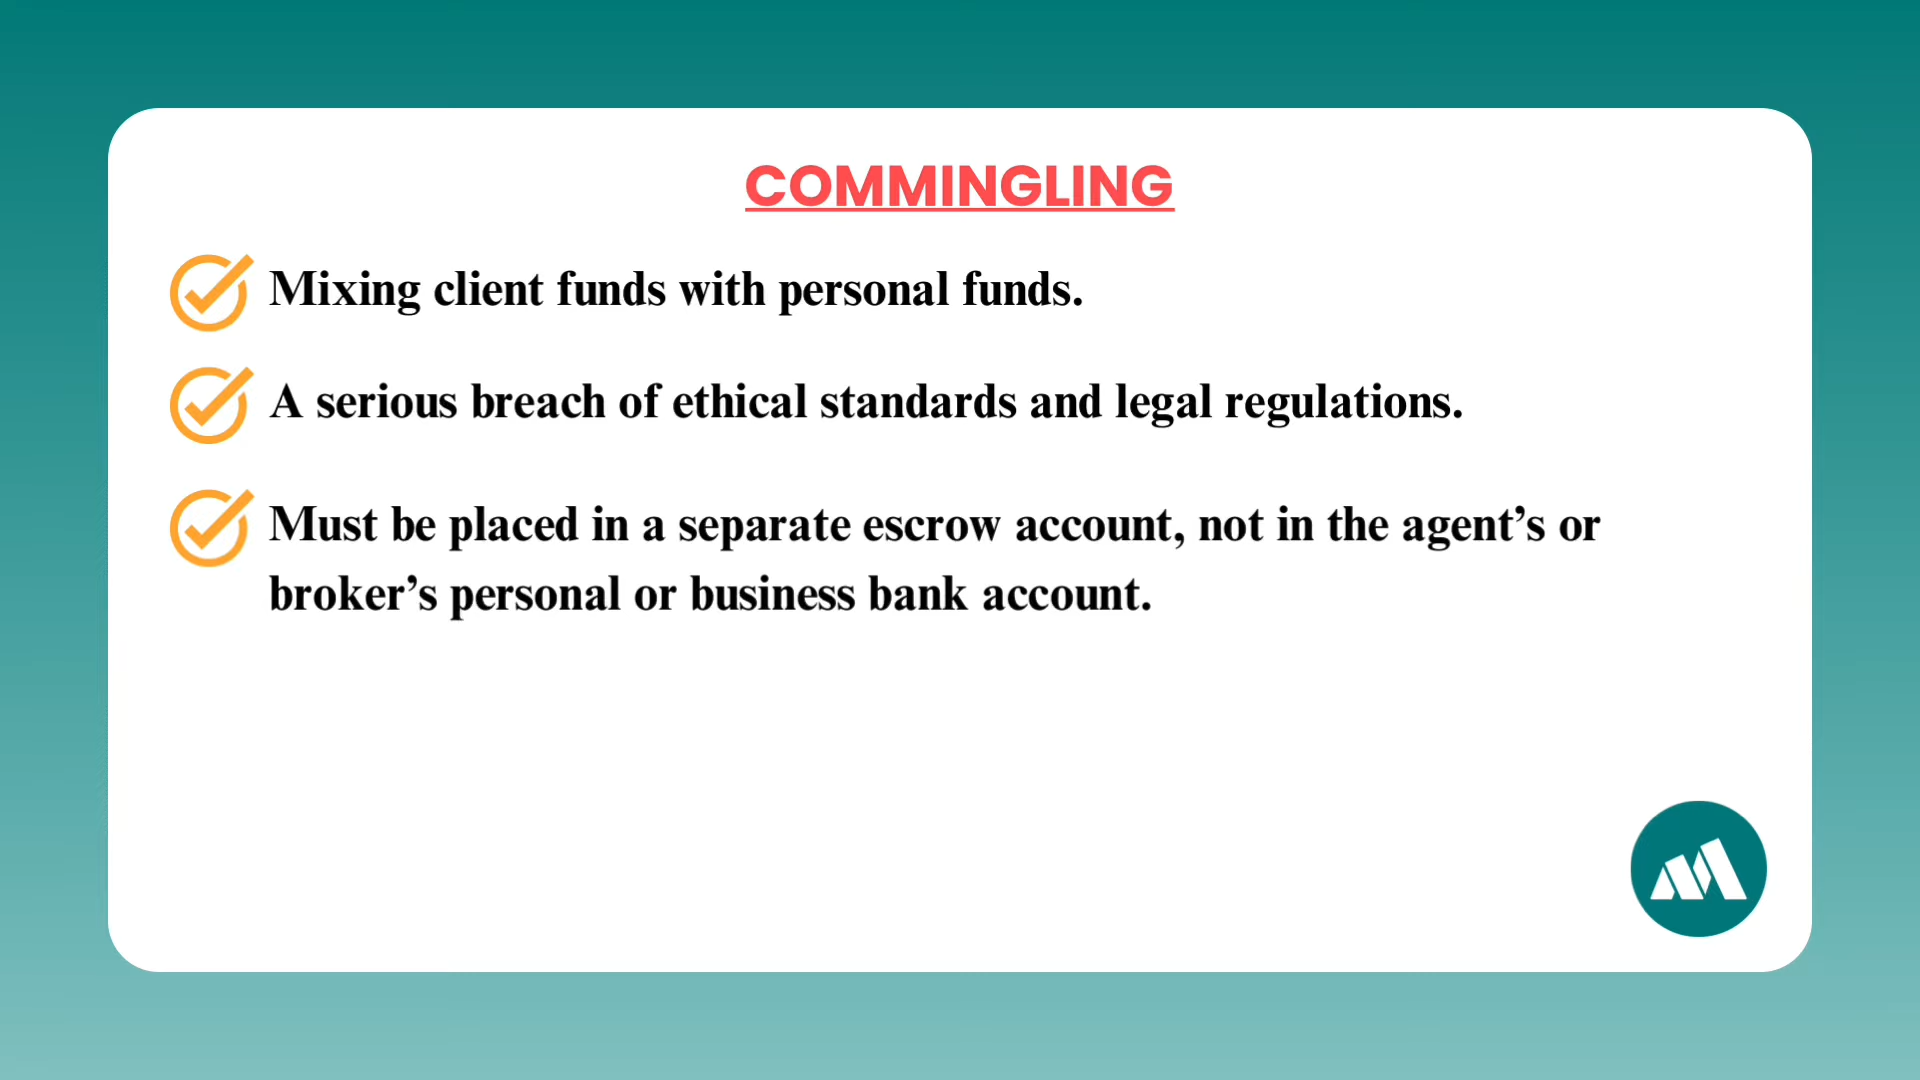 COMMINGLING
Mixing client funds with personal funds.
A serious breach of ethical standards and legal regulations.
Must be placed in a separate escrow account, not in the agent’s or
broker’s personal or business bank account.